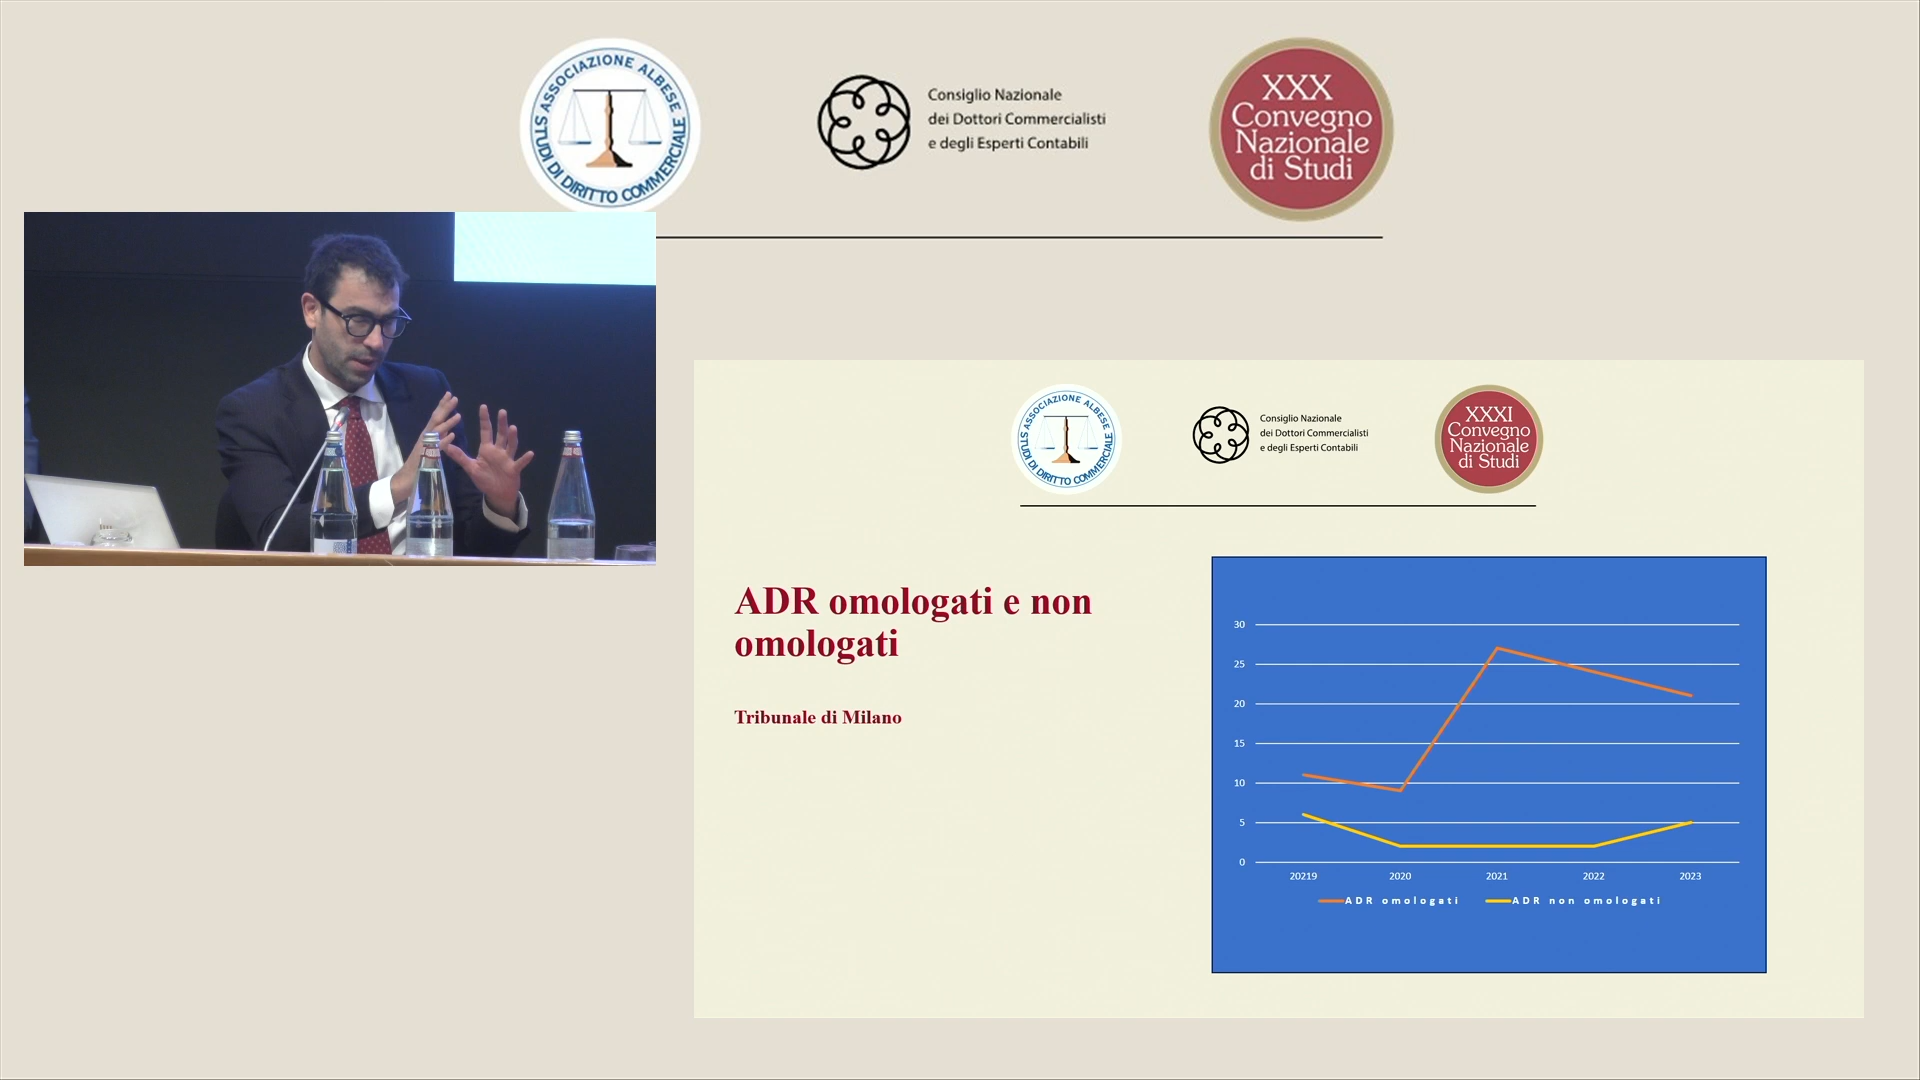 ASSOCIAZIONE ALBESE
STUDI DI DIRITTO COMMERCIALE
Consiglio Nazionale
dei Dottori Commercialisti
e degli Esperti Contabili
XXX
Convegno
Nazionale
di Studi
ASSOCIAZIONE ALBESE
STUDI DI DIRITTO COMMERCIALE
Consiglio Nazionale
dei Dottori Commercialisti
e degli Esperti Contabili
XXXI
Convegno
Nazionale
di Studi
ADR omologati e non
omologati
Tribunale di Milano
30
25
20
15
10
5
0
20219 2020 2021 2022 2023
ADR omologati ADR non omologati